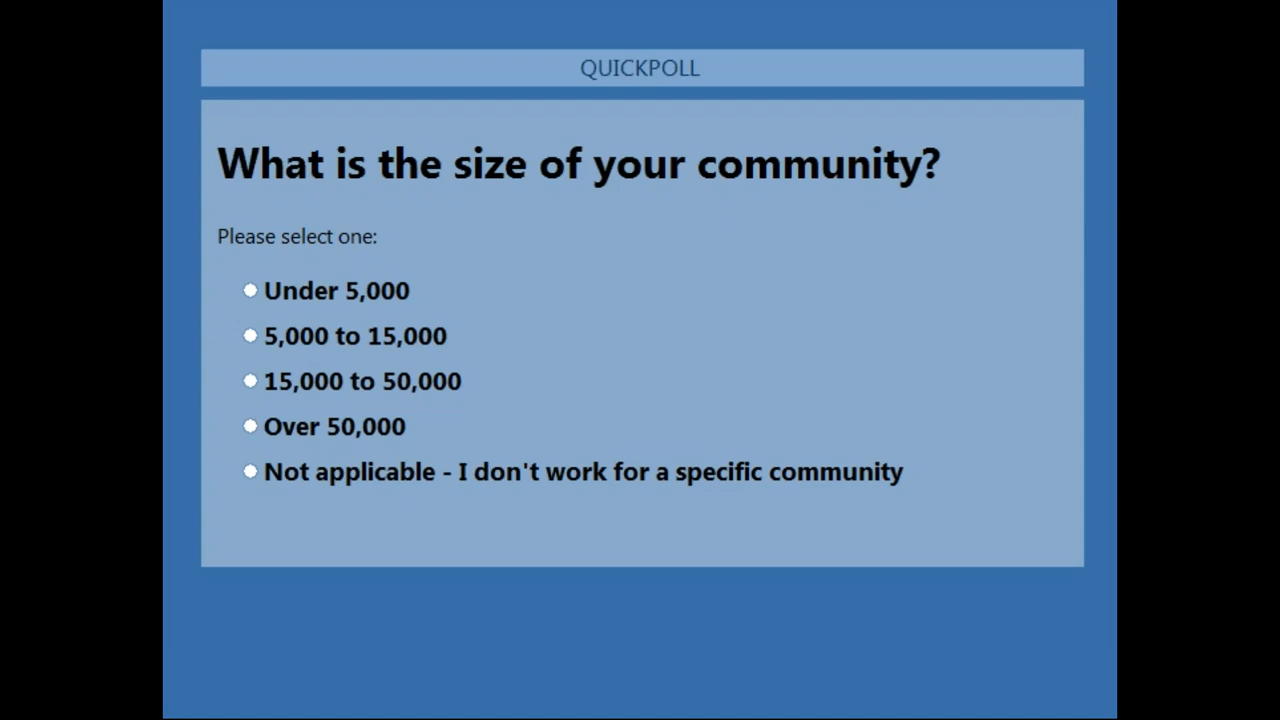 QUICKPOLL
What is the size of your community?
Please select one:
Under 5,000
5,000 to 15,000
15,000 to 50,000
Over 50,000
Not applicable - I don't work for a specific community